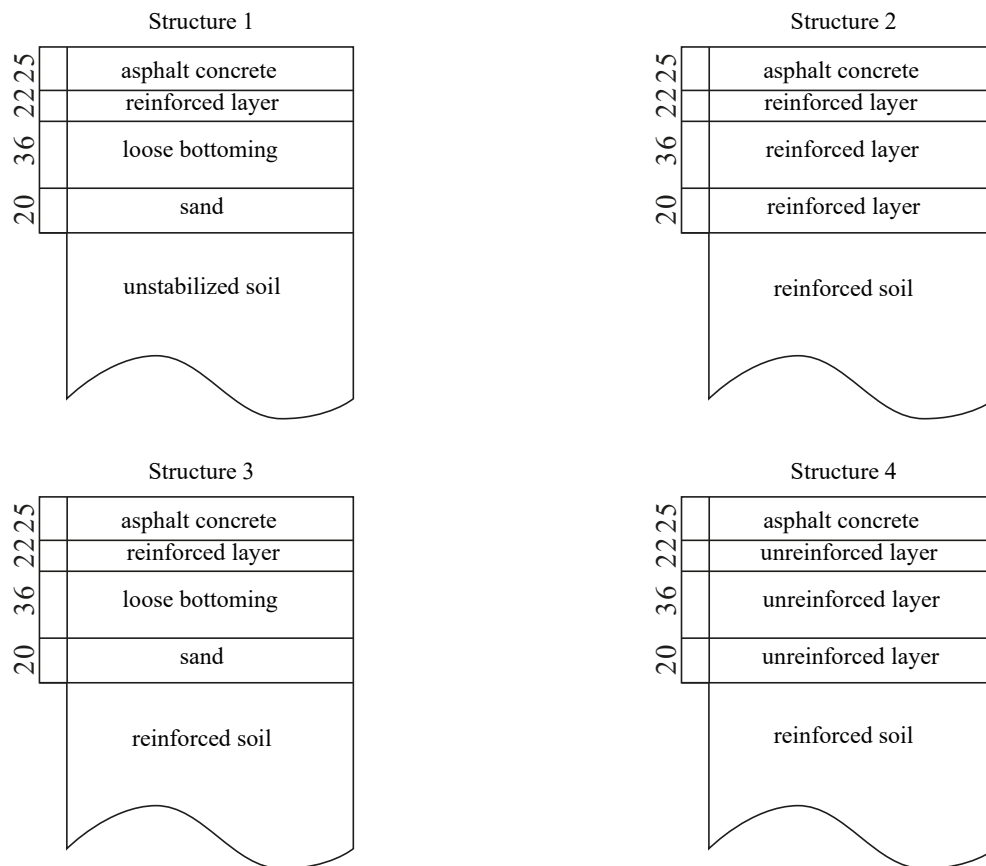 Structure 1
25 asphalt concrete
22 reinforced layer
36 loose bottoming
20 sand
unstabilized soil
Structure 2
25 asphalt concrete
22 reinforced layer
36 reinforced layer
20 reinforced layer
reinforced soil
Structure 3
25 asphalt concrete
22 reinforced layer
36 loose bottoming
20 sand
reinforced soil
Structure 4
25 asphalt concrete
22 unreinforced layer
36 unreinforced layer
20 unreinforced layer
reinforced soil